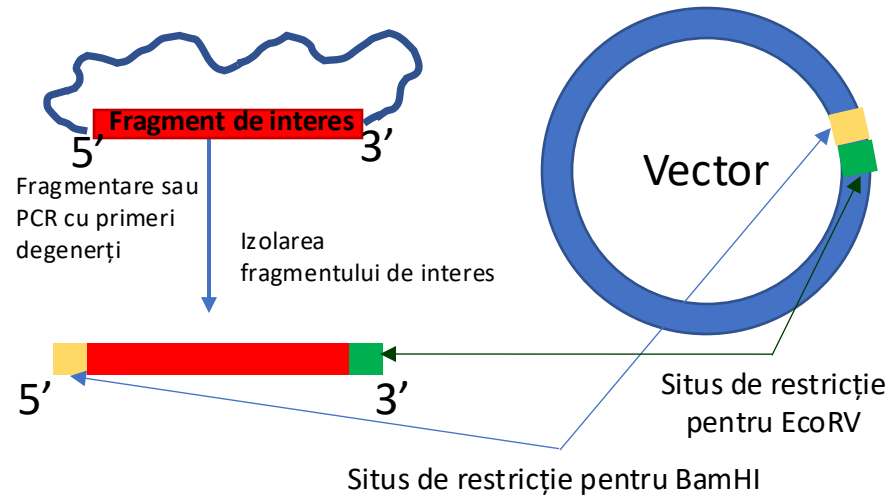 Fragment de interes
5’
3’
Fragmentare sau
PCR cu primeri
degenerți
Izolarea
fragmentului de interes
Vector
5’
3’
Situs de restricție
pentru EcoRV
Situs de restricție pentru BamHI